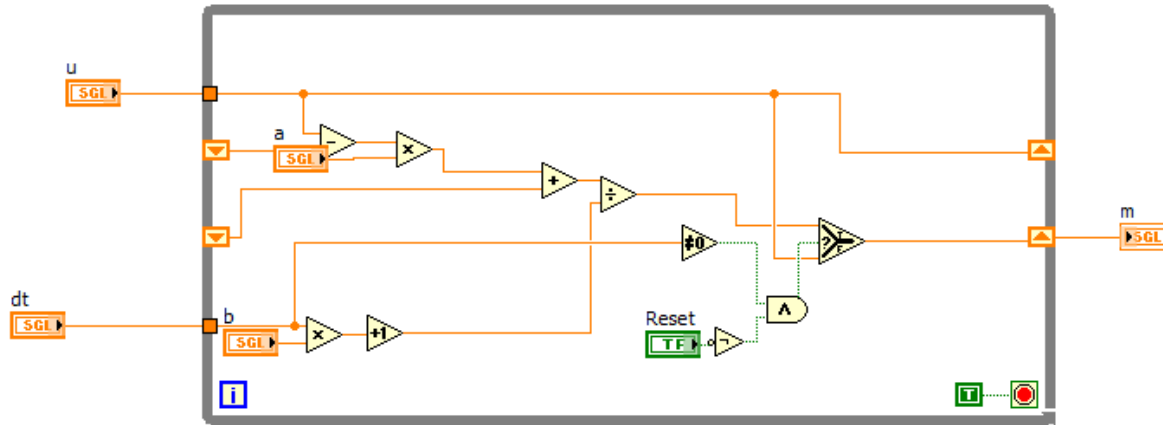 u
SGL
a
SGL
−
×
+
÷
≠0
?
T
F
m
SGL
dt
SGL
b
SGL
×
+1
Reset
TF
¬
∧
i
T